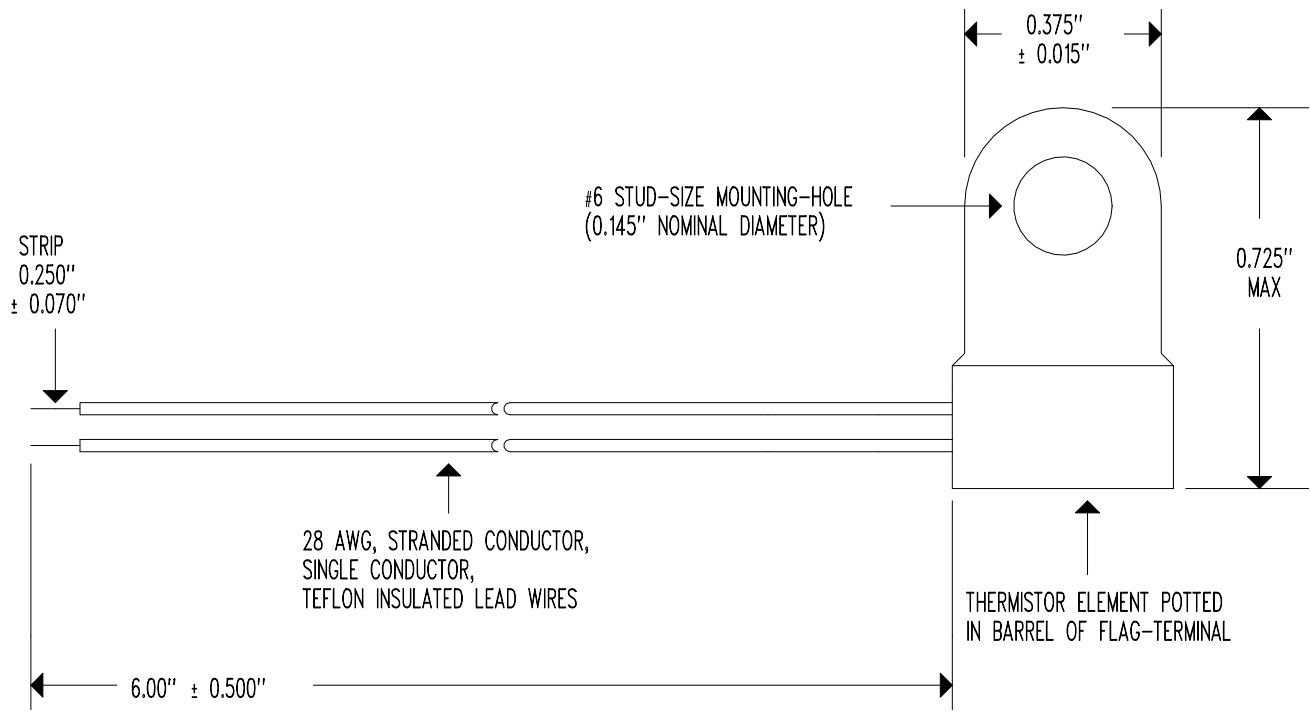 0.375"
± 0.015"
#6 STUD-SIZE MOUNTING-HOLE
(0.145" NOMINAL DIAMETER)
STRIP
0.250"
± 0.070"
0.725"
MAX
28 AWG, STRANDED CONDUCTOR,
SINGLE CONDUCTOR,
TEFLON INSULATED LEAD WIRES
THERMISTOR ELEMENT POTTED
IN BARREL OF FLAG-TERMINAL
6.00" ± 0.500"